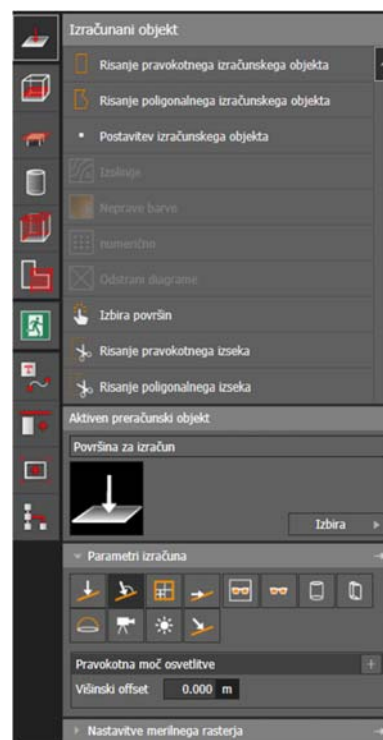 Izračunani objekt
Risanje pravokotnega izračunskega objekta
Risanje poligonalnega izračunskega objekta
Postavitev izračunskega objekta
Izolinije
Neprave barve
numerično
Odstrani diagrame
Izbira površin
Risanje pravokotnega izseka
Risanje poligonalnega izseka
Aktiven preračunski objekt
Površina za izračun
Izbira
Parametri izračuna
Pravokotna moč osvetlitve
Višinski offset 0.000 m
Nastavitve merilnega rasterja